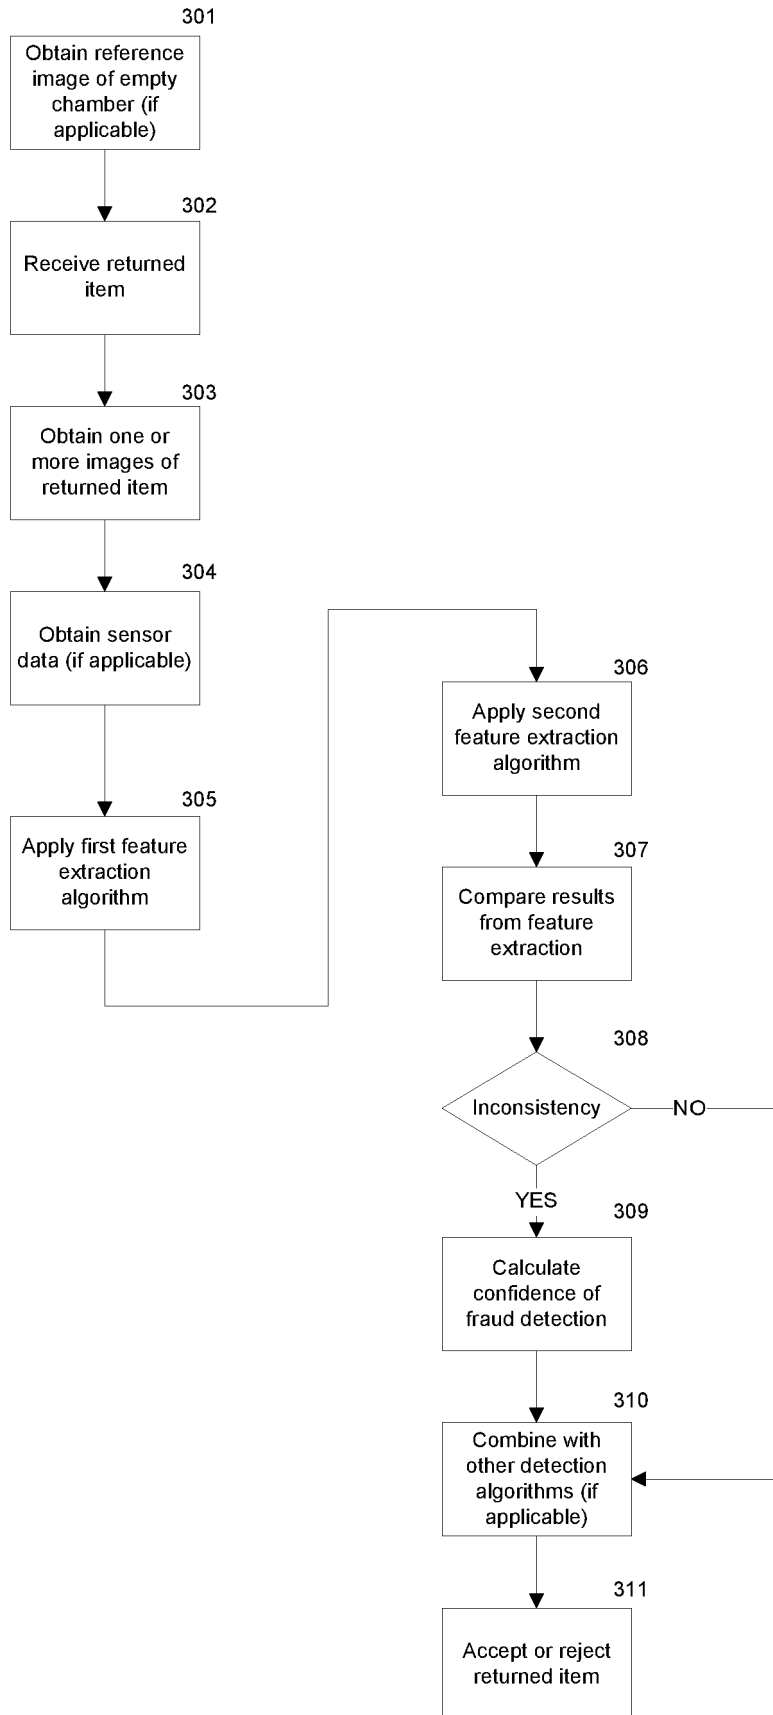 301
Obtain reference
image of empty
chamber (if
applicable)
302
Receive returned
item
303
Obtain one or
more images of
returned item
304
Obtain sensor
data (if applicable)
305
Apply first feature
extraction
algorithm
306
Apply second
feature extraction
algorithm
307
Compare results
from feature
extraction
308
Inconsistency
NO
YES
309
Calculate
confidence of
fraud detection
310
Combine with
other detection
algorithms (if
applicable)
311
Accept or reject
returned item